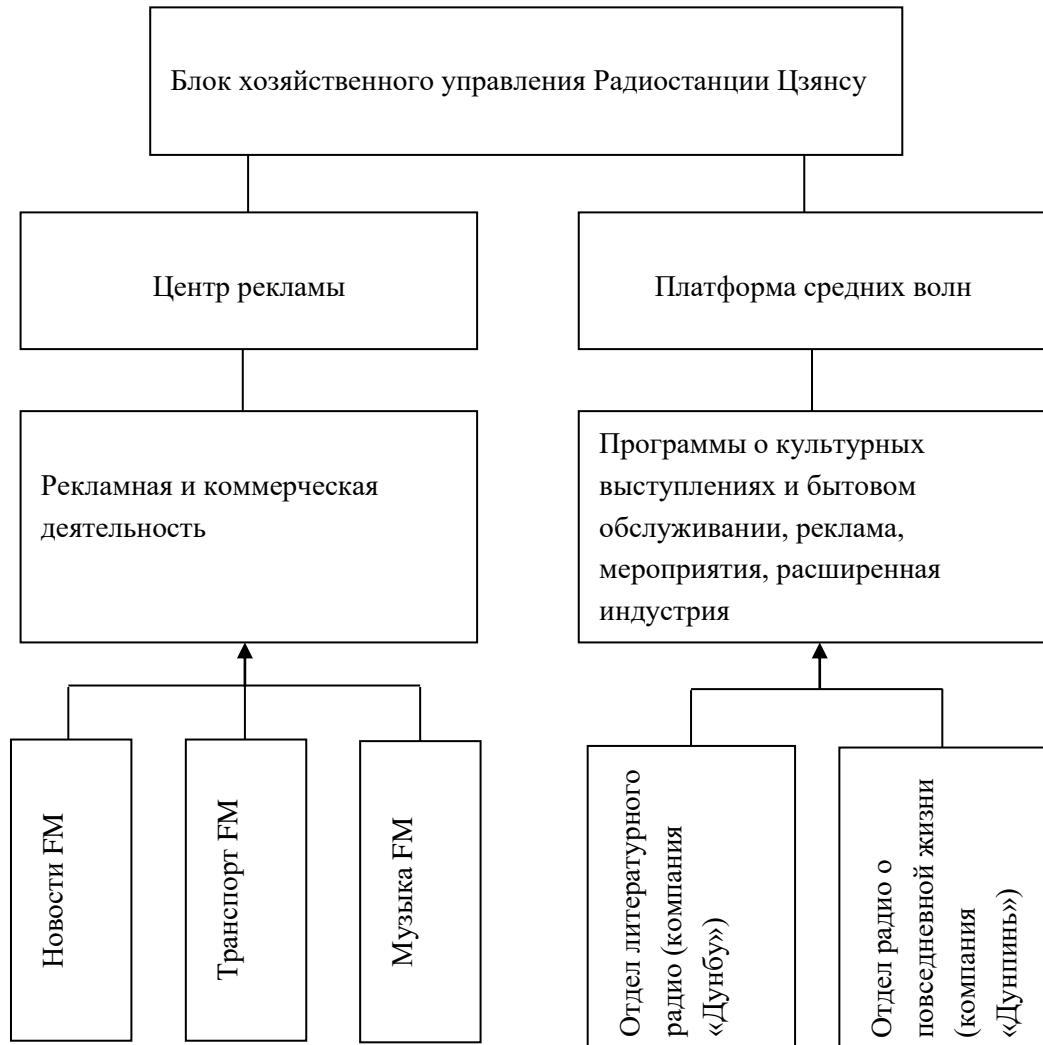 Блок хозяйственного управления Радиостанции Цзянсу
Центр рекламы
Платформа средних волн
Рекламная и коммерческая
деятельность
Программы о культурных
выступлениях и бытовом
обслуживании, реклама,
мероприятия, расширенная
индустрия
Новости FM
Транспорт FM
Музыка FM
Отдел литературного
радио (компания
«Дунбу»)
Отдел радио о
повседневной жизни
(компания
«Дунпинь»)